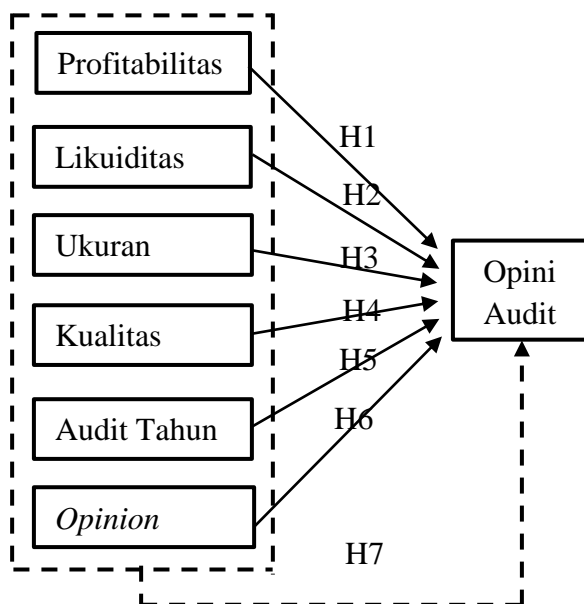 Profitabilitas
H1
Likuiditas
H2
Ukuran
H3
Opini
Audit
Kualitas
H4
H5
Audit Tahun
H6
Opinion
H7